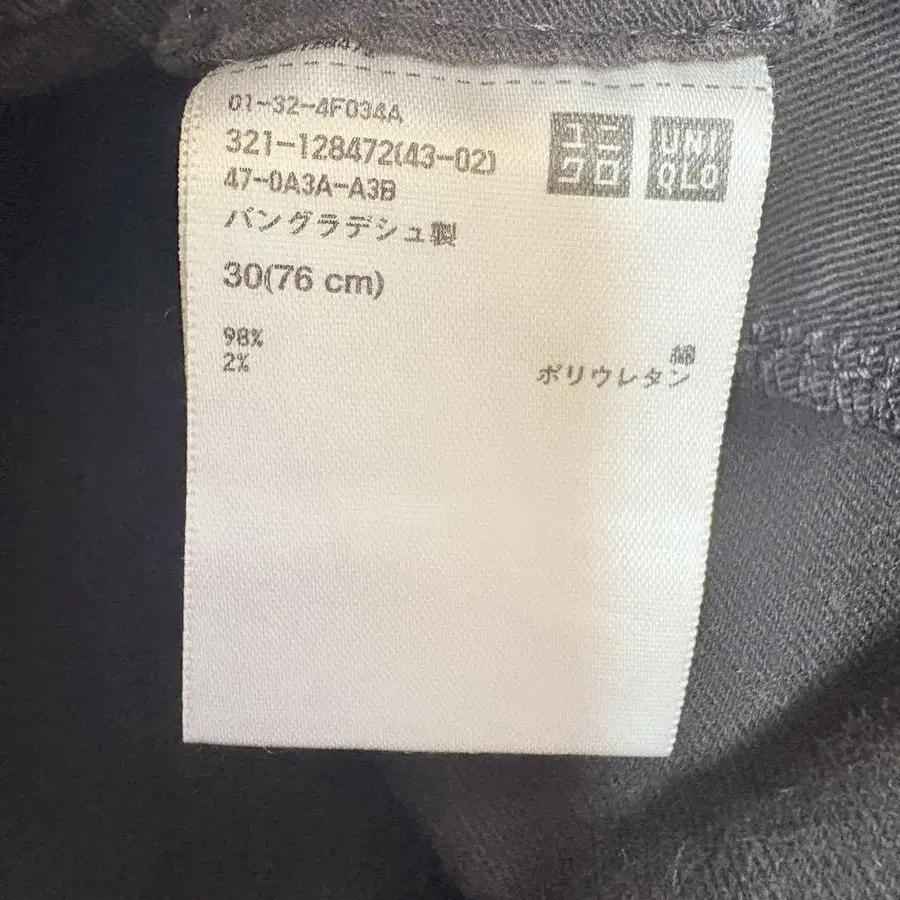 01-32-4F034A
321-128472(43-02)
47-0A3A-A3B
バングラデシュ製
30(76 cm)
98% 綿
2% ポリウレタン
ユニ
クロ
UNI
QLO